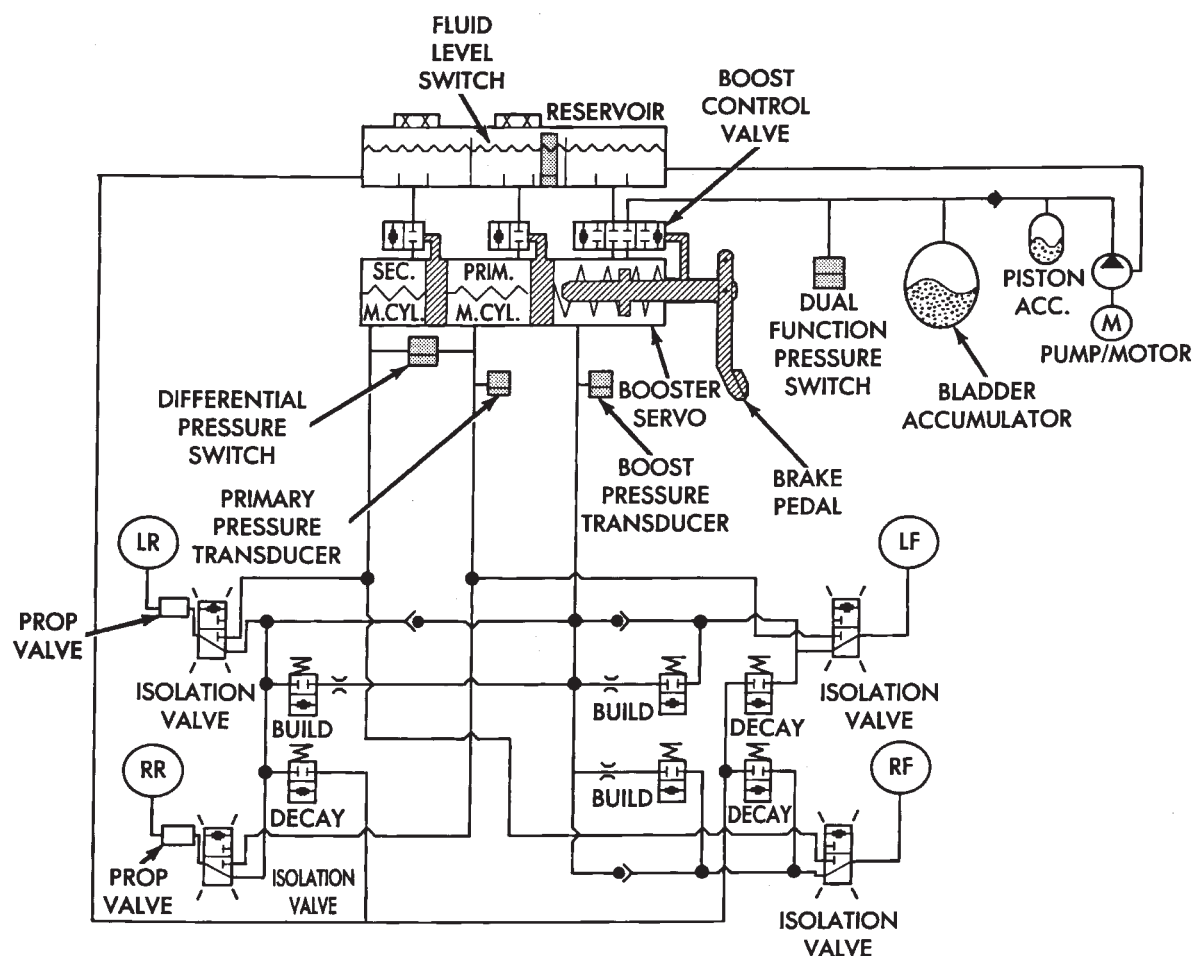 FLUID
LEVEL
SWITCH
RESERVOIR
BOOST
CONTROL
VALVE
SEC.
M.CYL.
PRIM.
M.CYL.
DUAL
FUNCTION
PRESSURE
SWITCH
PISTON
ACC.
M
PUMP/MOTOR
BLADDER
ACCUMULATOR
DIFFERENTIAL
PRESSURE
SWITCH
BOOSTER
SERVO
BOOST
PRESSURE
TRANSDUCER
BRAKE
PEDAL
PRIMARY
PRESSURE
TRANSDUCER
LR
LF
PROP
VALVE
ISOLATION
VALVE
BUILD
BUILD
DECAY
ISOLATION
VALVE
RR
RF
DECAY
BUILD
DECAY
PROP
VALVE
ISOLATION
VALVE
ISOLATION
VALVE